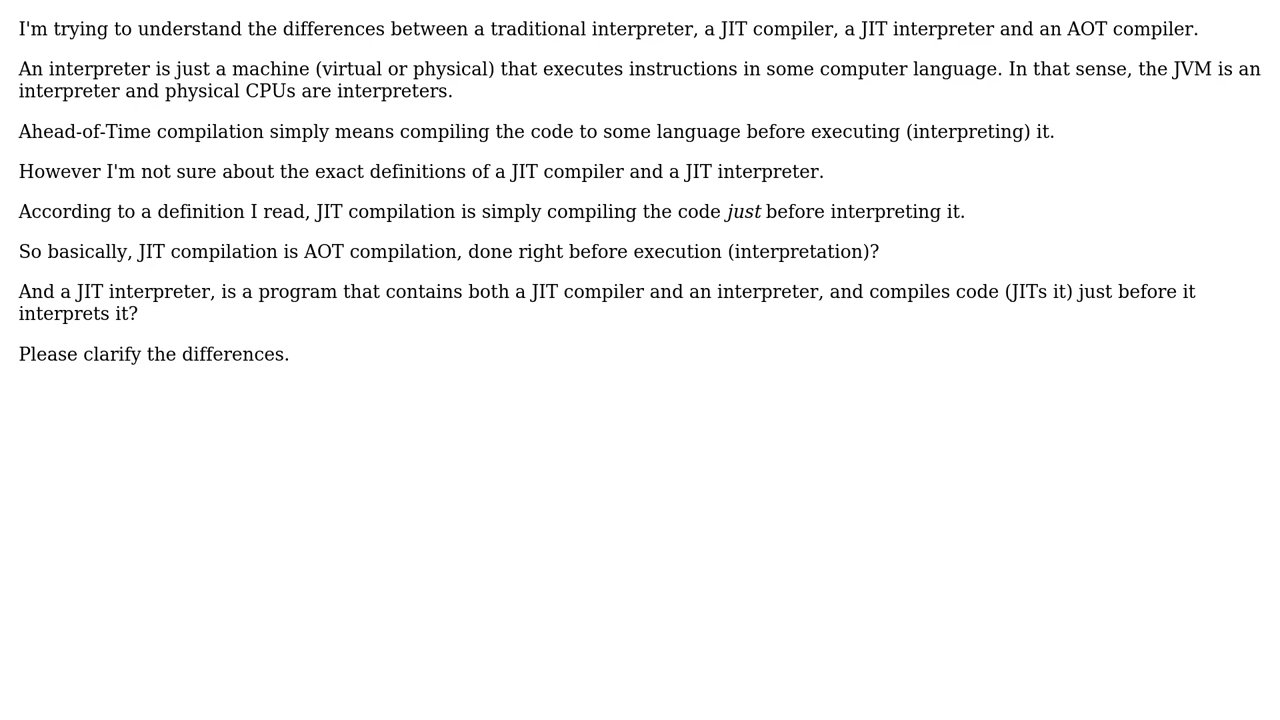 I'm trying to understand the differences between a traditional interpreter, a JIT compiler, a JIT interpreter and an AOT compiler.
An interpreter is just a machine (virtual or physical) that executes instructions in some computer language. In that sense, the JVM is an
interpreter and physical CPUs are interpreters.
Ahead-of-Time compilation simply means compiling the code to some language before executing (interpreting) it.
However I'm not sure about the exact definitions of a JIT compiler and a JIT interpreter.
According to a definition I read, JIT compilation is simply compiling the code just before interpreting it.
So basically, JIT compilation is AOT compilation, done right before execution (interpretation)?
And a JIT interpreter, is a program that contains both a JIT compiler and an interpreter, and compiles code (JITs it) just before it
interprets it?
Please clarify the differences.